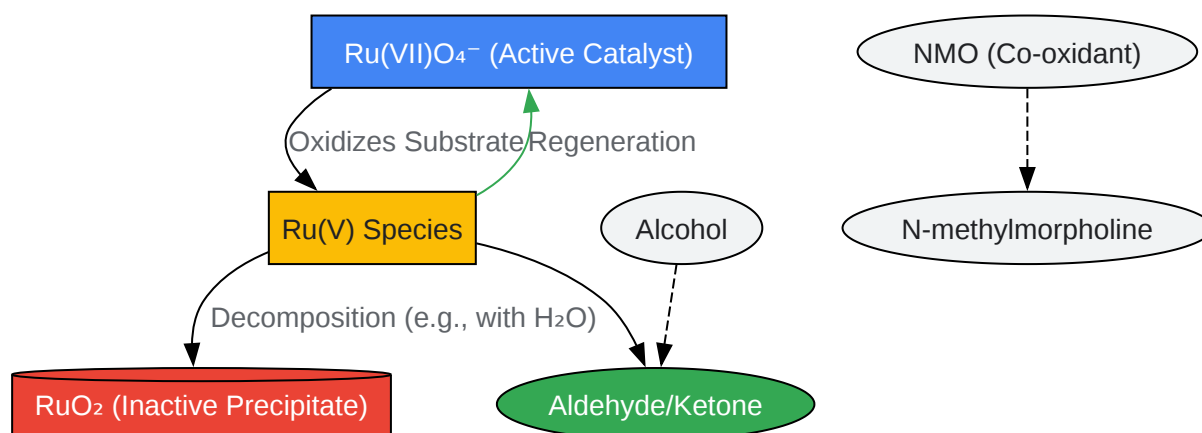 Ru(VII)O₄⁻ (Active Catalyst)
NMO (Co-oxidant)
Oxidizes Substrate
Regeneration
Ru(V) Species
Alcohol
N-methylmorpholine
Decomposition (e.g., with H₂O)
RuO₂ (Inactive Precipitate)
Aldehyde/Ketone